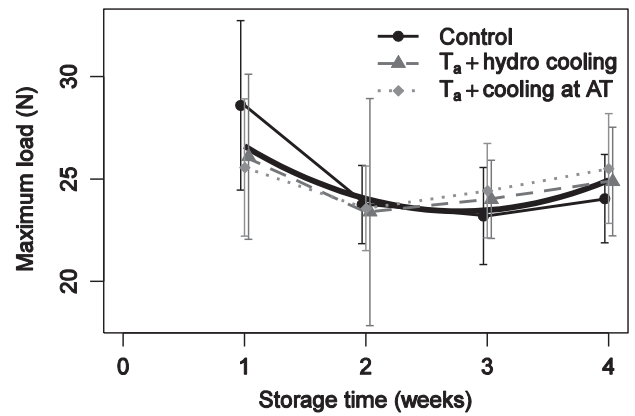 Control
Ta + hydro cooling
Ta + cooling at AT
Maximum load (N)
30
25
20
0 1 2 3 4
Storage time (weeks)